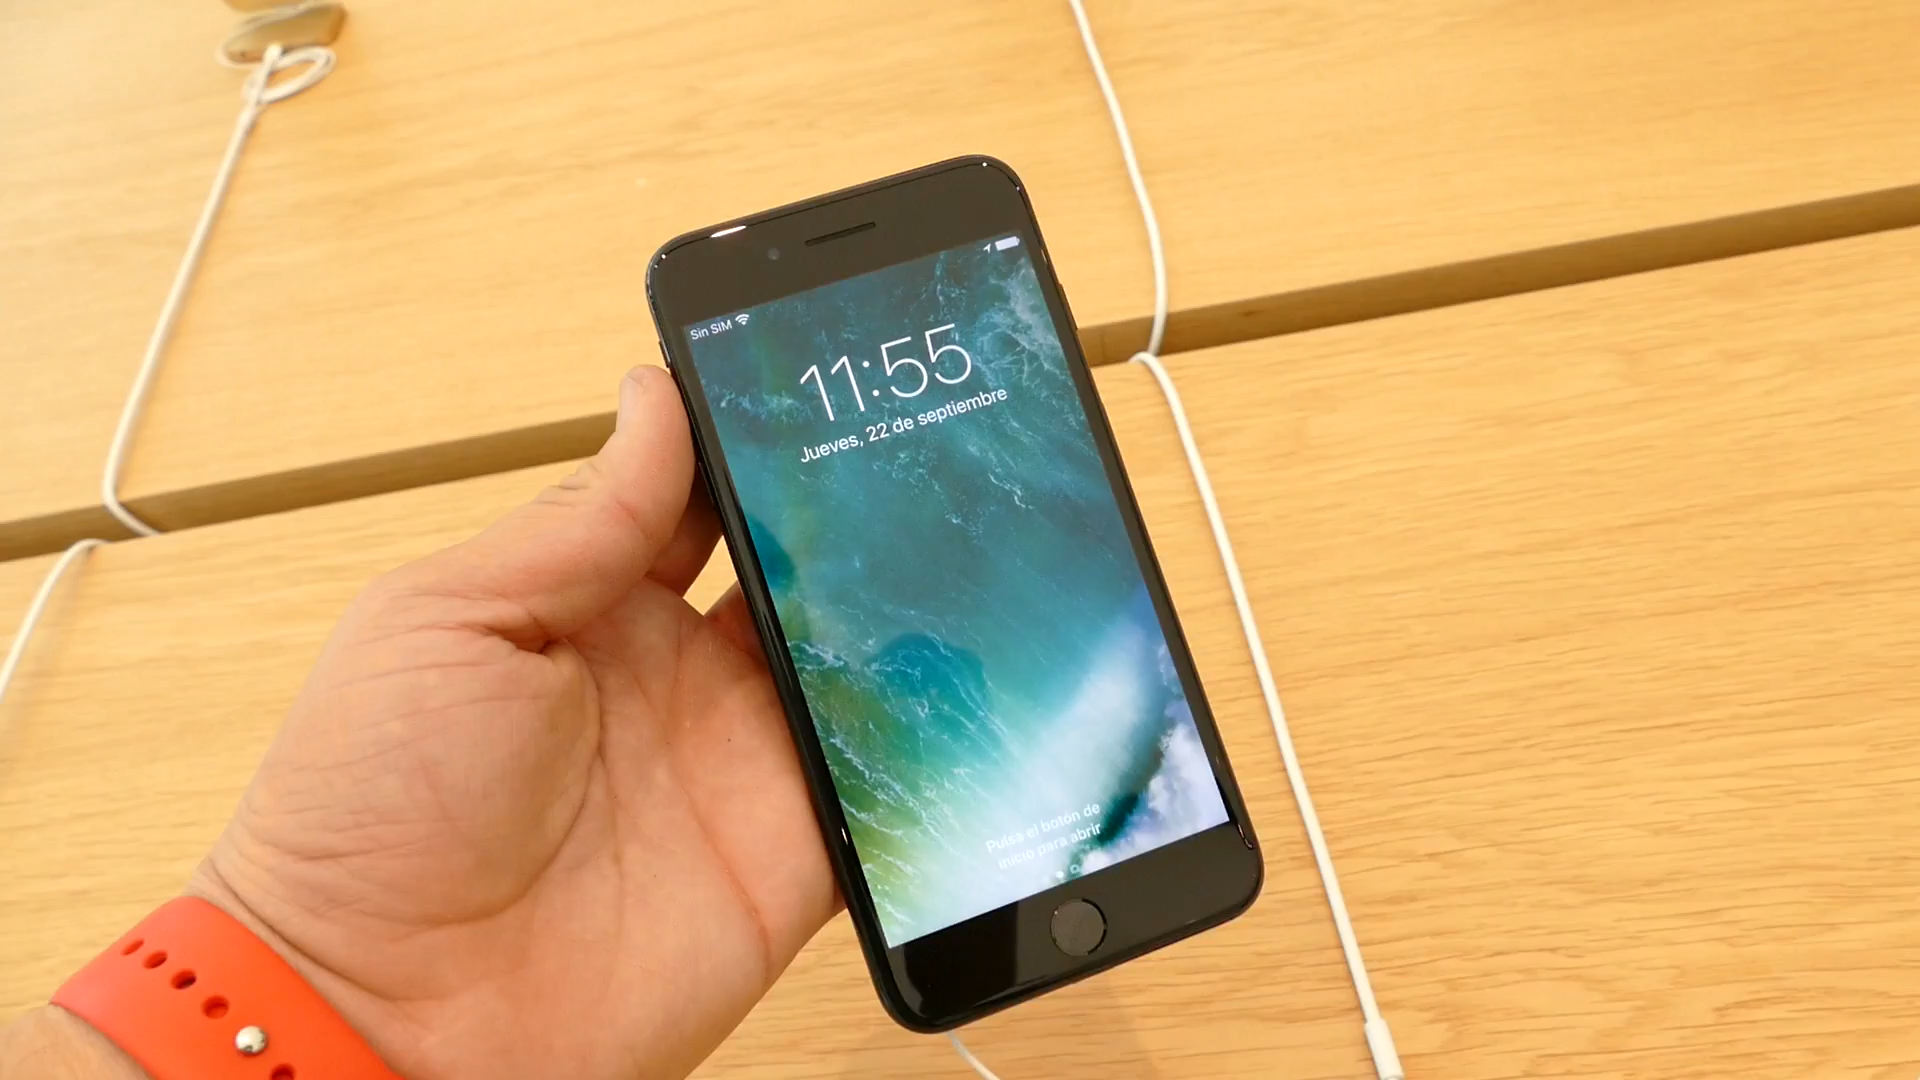 Sin SIM
11:55
Jueves, 22 de septiembre
Pulsa el botón de
inicio para abrir